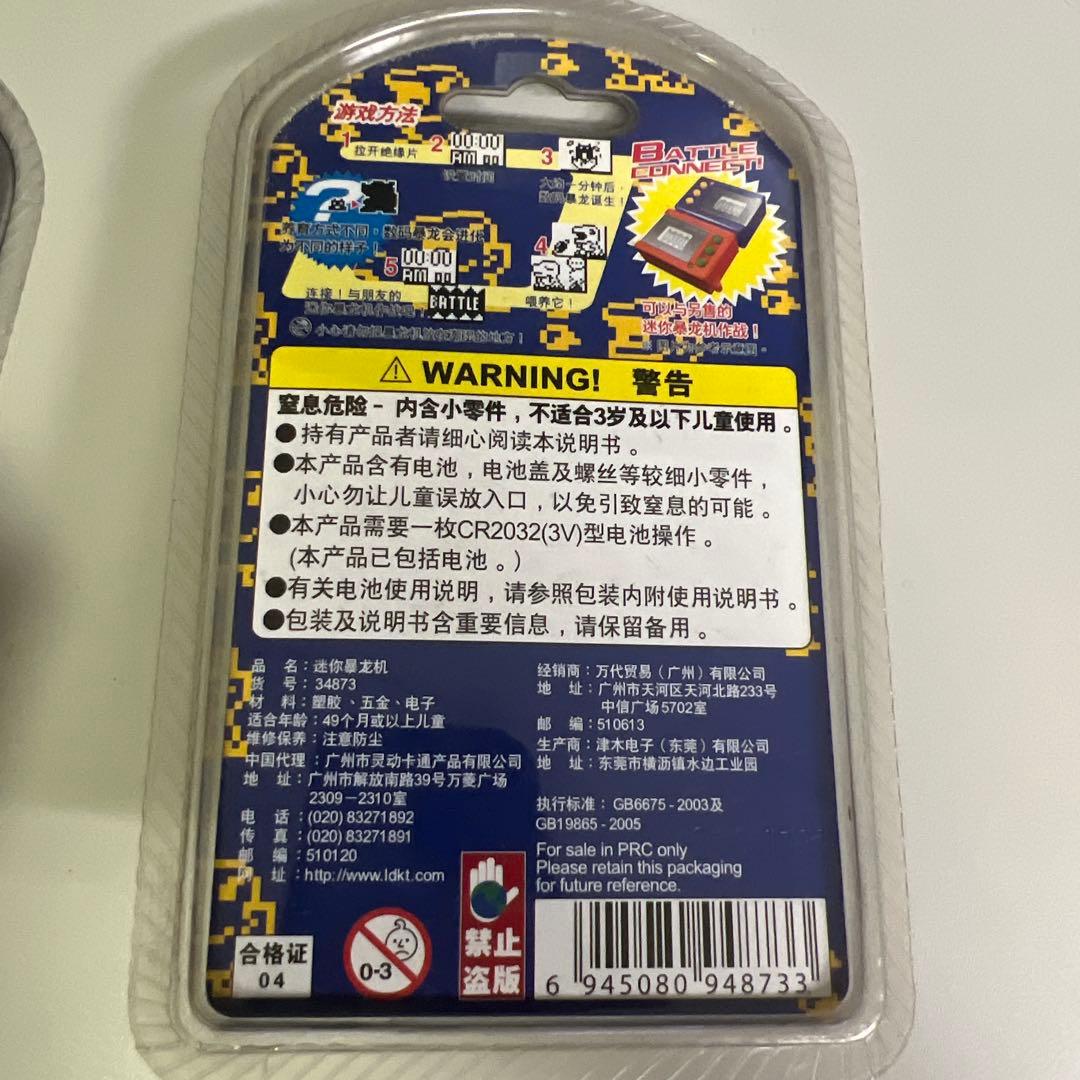 游戏方法
1
拉开绝缘片
2
00:00
AM 00
设置时间
3
大约一分钟后，
数码暴龙诞生！
BATTLE
CONNECT!
养育方式不同，数码暴龙会进化
为不同的样子！
4
喂养它！
5
00:00
AM 00
BATTLE
连接！与朋友的
迷你暴龙机作战吧！
可以与另售的
迷你暴龙机作战！
※图片为参考示意图。
WARNING! 警告
窒息危险 - 内含小零件，不适合3岁及以下儿童使用。
●持有产品者请细心阅读本说明书。
●本产品含有电池，电池盖及螺丝等较细小零件，
小心勿让儿童误放入口，以免引致窒息的可能。
●本产品需要一枚CR2032(3V)型电池操作。
(本产品已包括电池。)
●有关电池使用说明，请参照包装内附使用说明书。
●包装及说明书含重要信息，请保留备用。
品 名：迷你暴龙机
货 号：34873
材 料：塑胶、五金、电子
适合年龄：49个月或以上儿童
维修保养：注意防尘
中国代理：广州市灵动卡通产品有限公司
地 址：广州市解放南路39号万菱广场
2309－2310室
电 话：(020) 83271892
传 真：(020) 83271891
邮 编：510120
网 址：http://www.ldkt.com
经销商：万代贸易（广州）有限公司
地 址：广州市天河区天河北路233号
中信广场5702室
邮 编：510613
生产商：津木电子（东莞）有限公司
地 址：东莞市横沥镇水边工业园
执行标准：GB6675 - 2003及
GB19865 - 2005
For sale in PRC only
Please retain this packaging
for future reference.
合格证
04
0-3
禁止
盗版
6 945080 948733